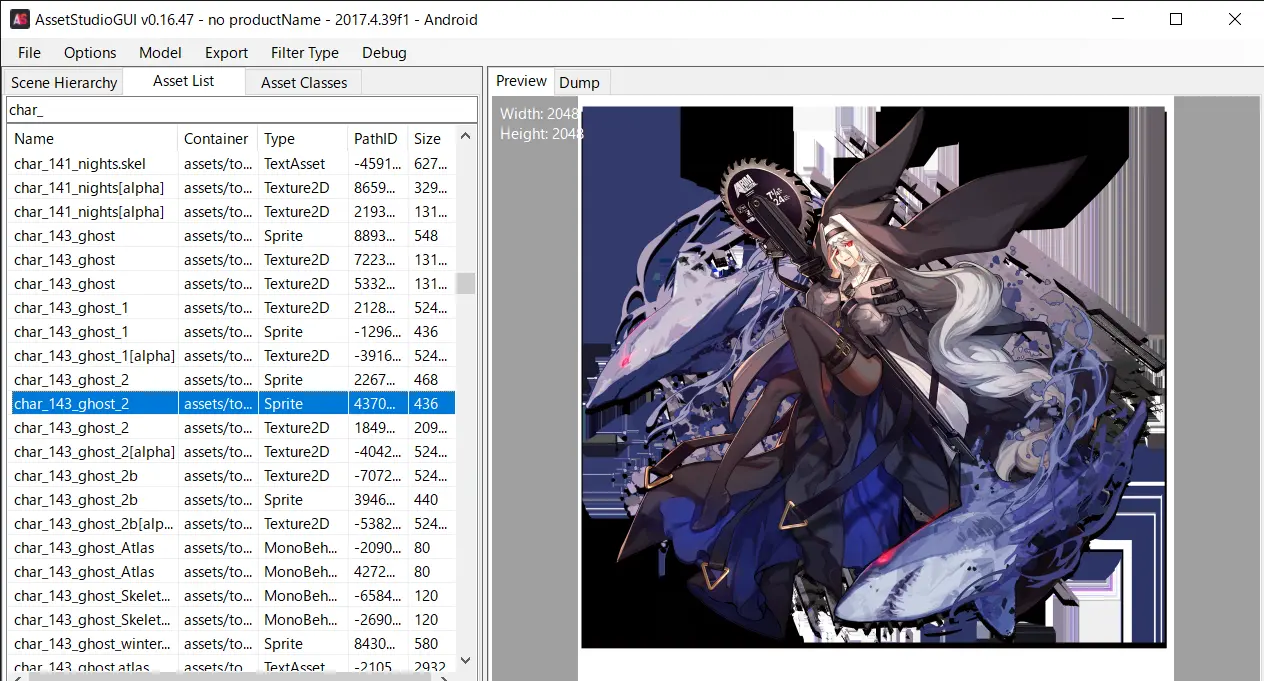 AssetStudioGUI v0.16.47 - no productName - 2017.4.39f1 - Android
File Options Model Export Filter Type Debug
Scene Hierarchy Asset List Asset Classes Preview Dump
char_
Width: 2048
Height: 2048
Name Container Type PathID Size
char_141_nights.skel assets/to... TextAsset -4591... 627...
char_141_nights[alpha] assets/to... Texture2D 8659... 329...
char_141_nights[alpha] assets/to... Texture2D 2193... 131...
char_143_ghost assets/to... Sprite 8893... 548
char_143_ghost assets/to... Texture2D 7223... 131...
char_143_ghost assets/to... Texture2D 5332... 131...
char_143_ghost_1 assets/to... Texture2D 2128... 524...
char_143_ghost_1 assets/to... Sprite -1296... 436
char_143_ghost_1[alpha] assets/to... Texture2D -3916... 524...
char_143_ghost_2 assets/to... Sprite 2267... 468
char_143_ghost_2 assets/to... Sprite 4370... 436
char_143_ghost_2 assets/to... Texture2D 1849... 209...
char_143_ghost_2[alpha] assets/to... Texture2D -4042... 524...
char_143_ghost_2b assets/to... Texture2D -7072... 524...
char_143_ghost_2b assets/to... Sprite 3946... 440
char_143_ghost_2b[alp... assets/to... Texture2D -5382... 524...
char_143_ghost_Atlas assets/to... MonoBeh... -2090... 80
char_143_ghost_Atlas assets/to... MonoBeh... 4272... 80
char_143_ghost_Skelet... assets/to... MonoBeh... -6584... 120
char_143_ghost_Skelet... assets/to... MonoBeh... -2690... 120
char_143_ghost_winter... assets/to... Sprite 8430... 580
char_143_ghost.atlas assets/to... TextAsset -2105... 2932